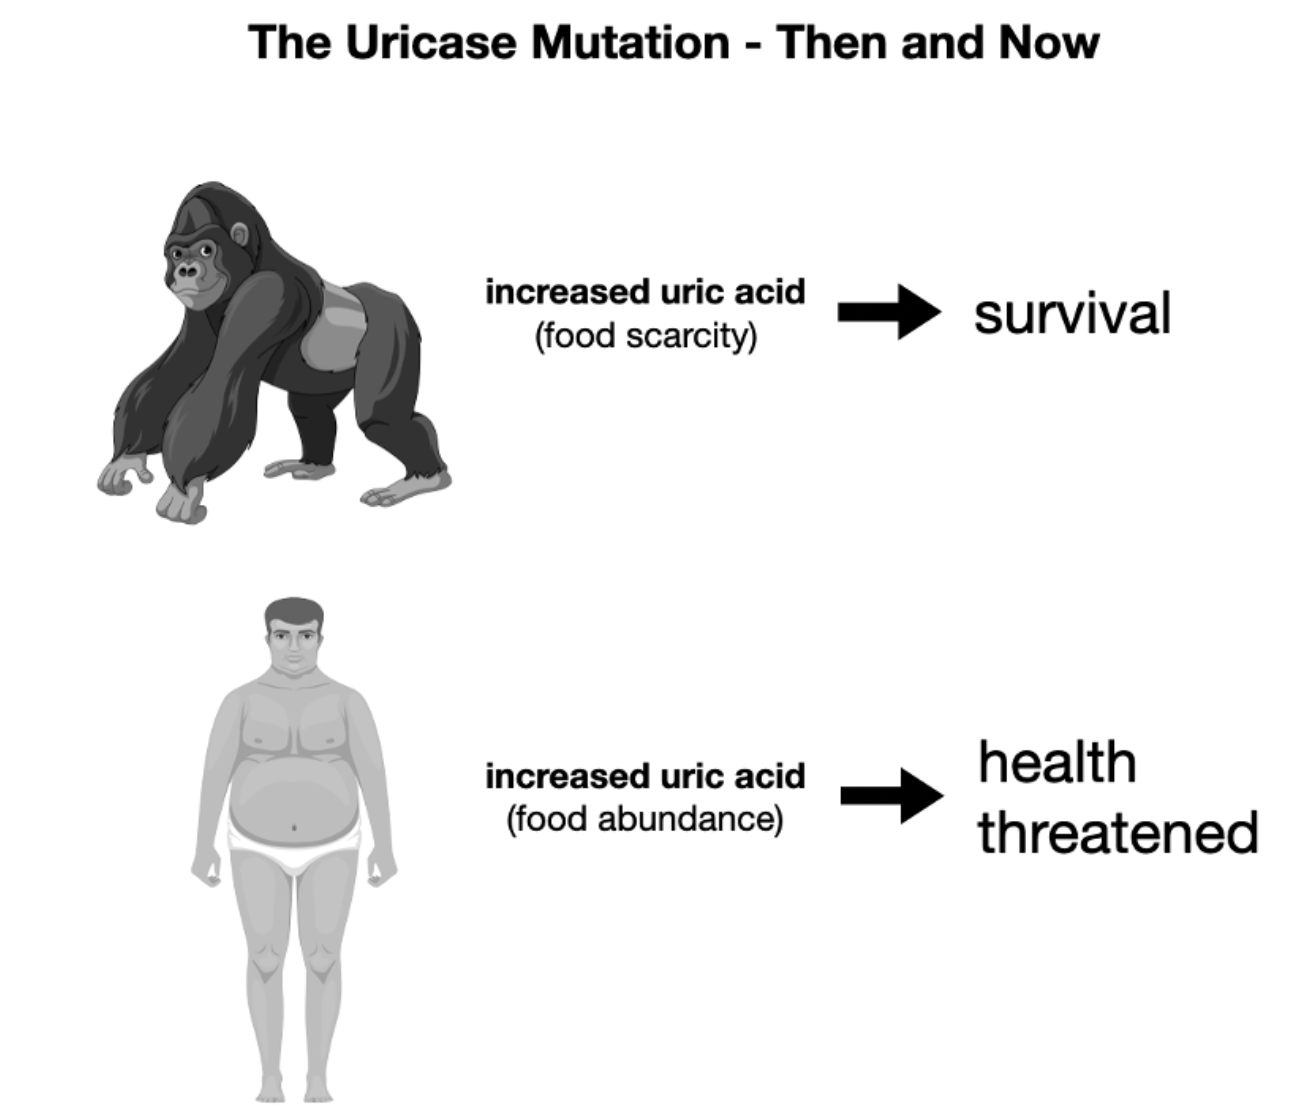 The Uricase Mutation - Then and Now
increased uric acid
(food scarcity)
survival
increased uric acid
(food abundance)
health
threatened